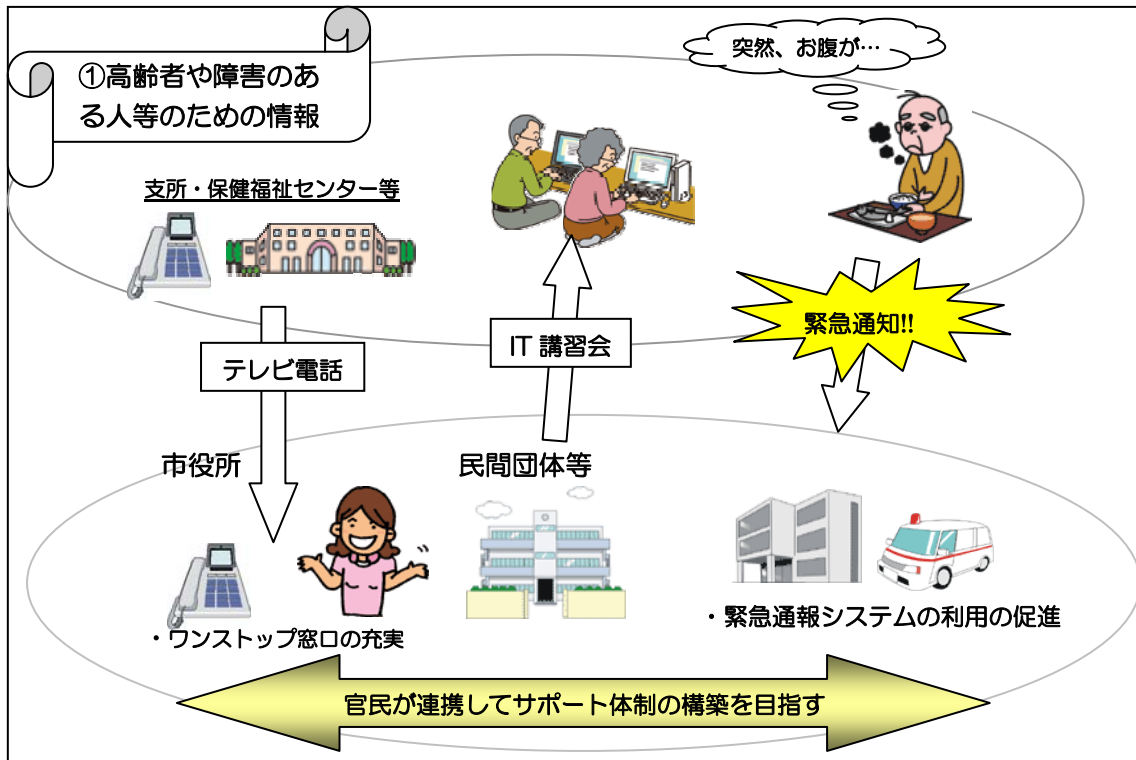 ①高齢者や障害のあ
る人等のための情報
突然、お腹が…
支所・保健福祉センター等
緊急通知!!
IT 講習会
テレビ電話
市役所
民間団体等
・ワンストップ窓口の充実
・緊急通報システムの利用の促進
官民が連携してサポート体制の構築を目指す